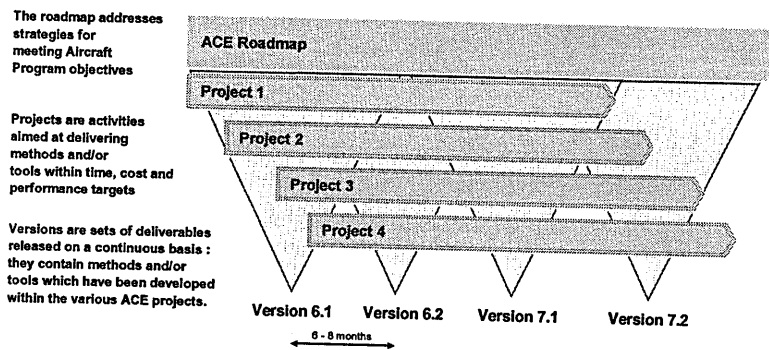 The roadmap addresses
strategies for
meeting Aircraft
Program objectives
ACE Roadmap
Project 1
Projects are activities
aimed at delivering
methods and/or
tools within time, cost and
performance targets
Project 2
Project 3
Versions are sets of deliverables
released on a continuous basis :
they contain methods and/or
tools which have been developed
within the various ACE projects.
Project 4
Version 6.1
Version 6.2
Version 7.1
Version 7.2
6 - 8 months